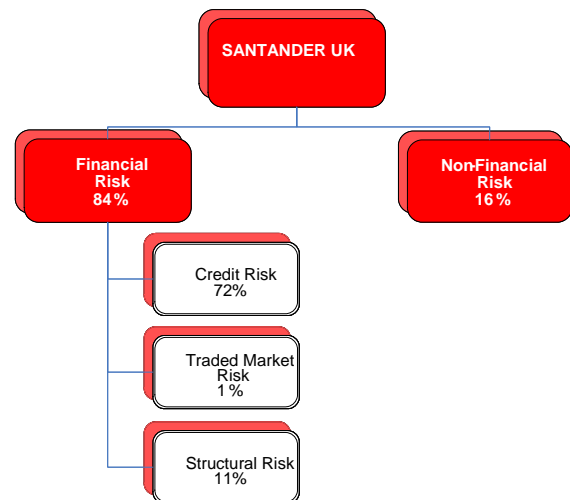 SANTANDER UK
Financial
Risk
84%
Non-Financial
Risk
16%
Credit Risk
72%
Traded Market
Risk
1%
Structural Risk
11%